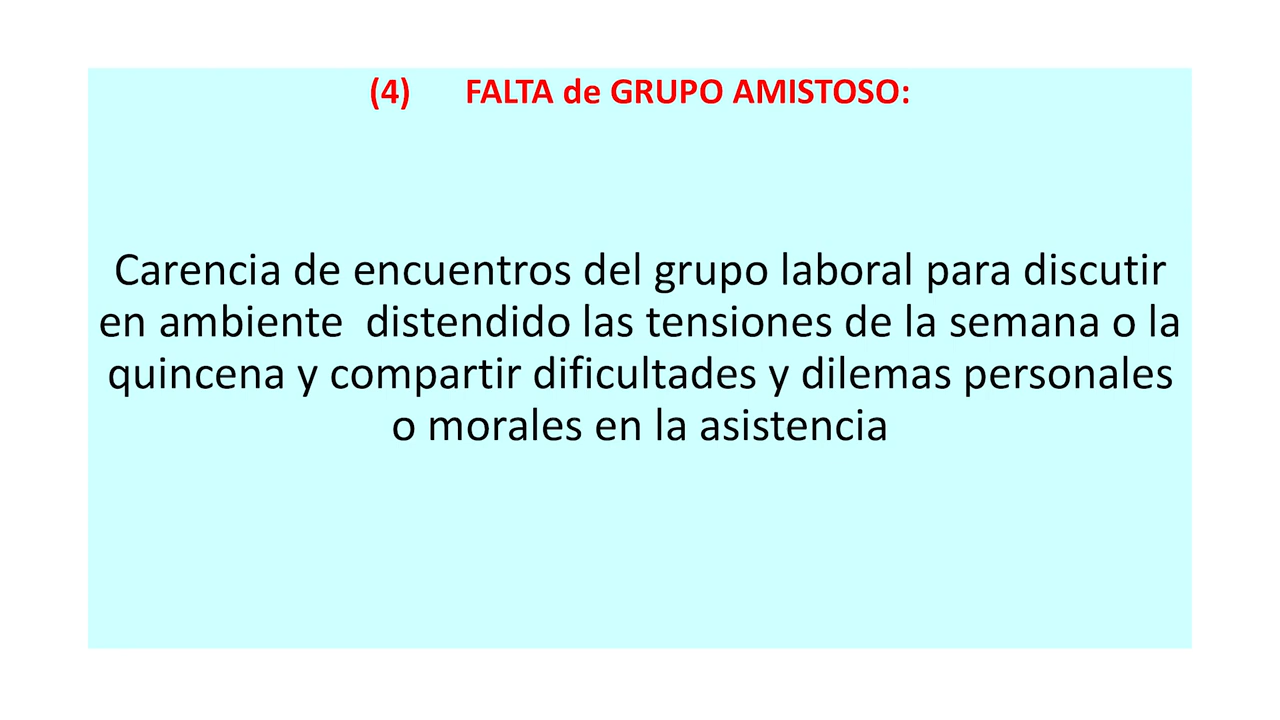 (4) FALTA de GRUPO AMISTOSO:
Carencia de encuentros del grupo laboral para discutir
en ambiente distendido las tensiones de la semana o la
quincena y compartir dificultades y dilemas personales
o morales en la asistencia